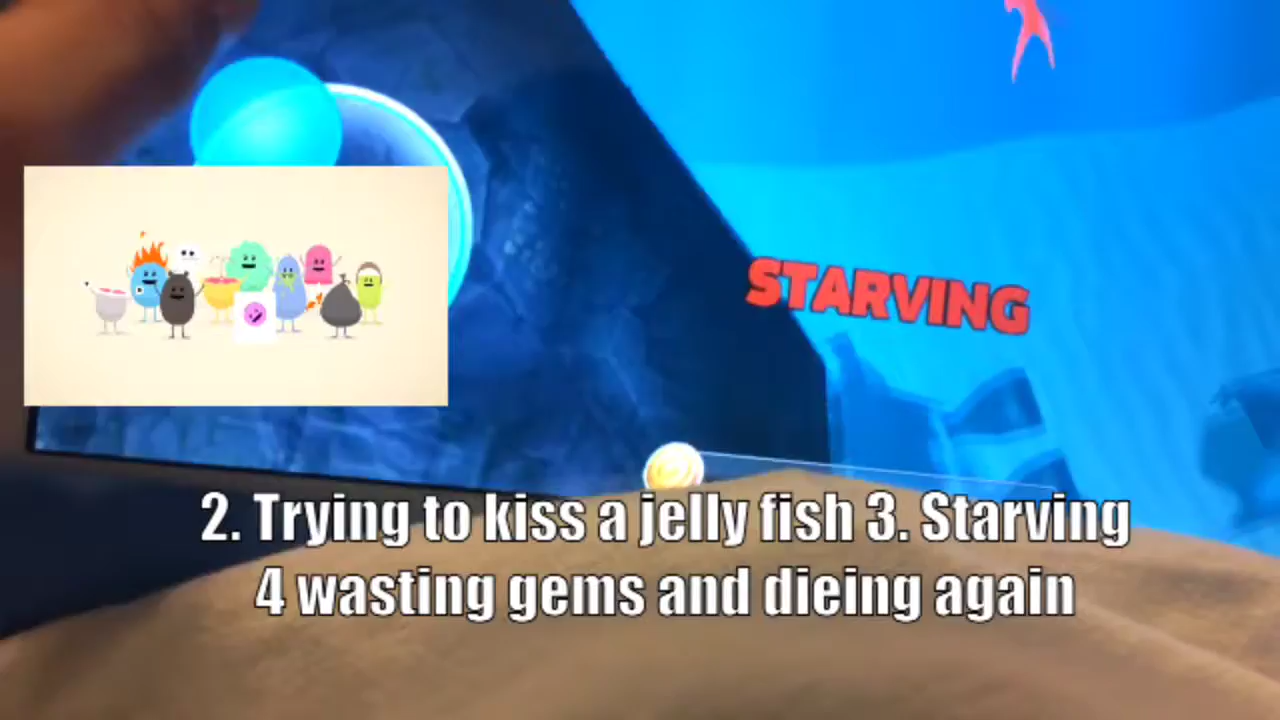 STARVING
2. Trying to kiss a jelly fish 3. Starving
4 wasting gems and dieing again